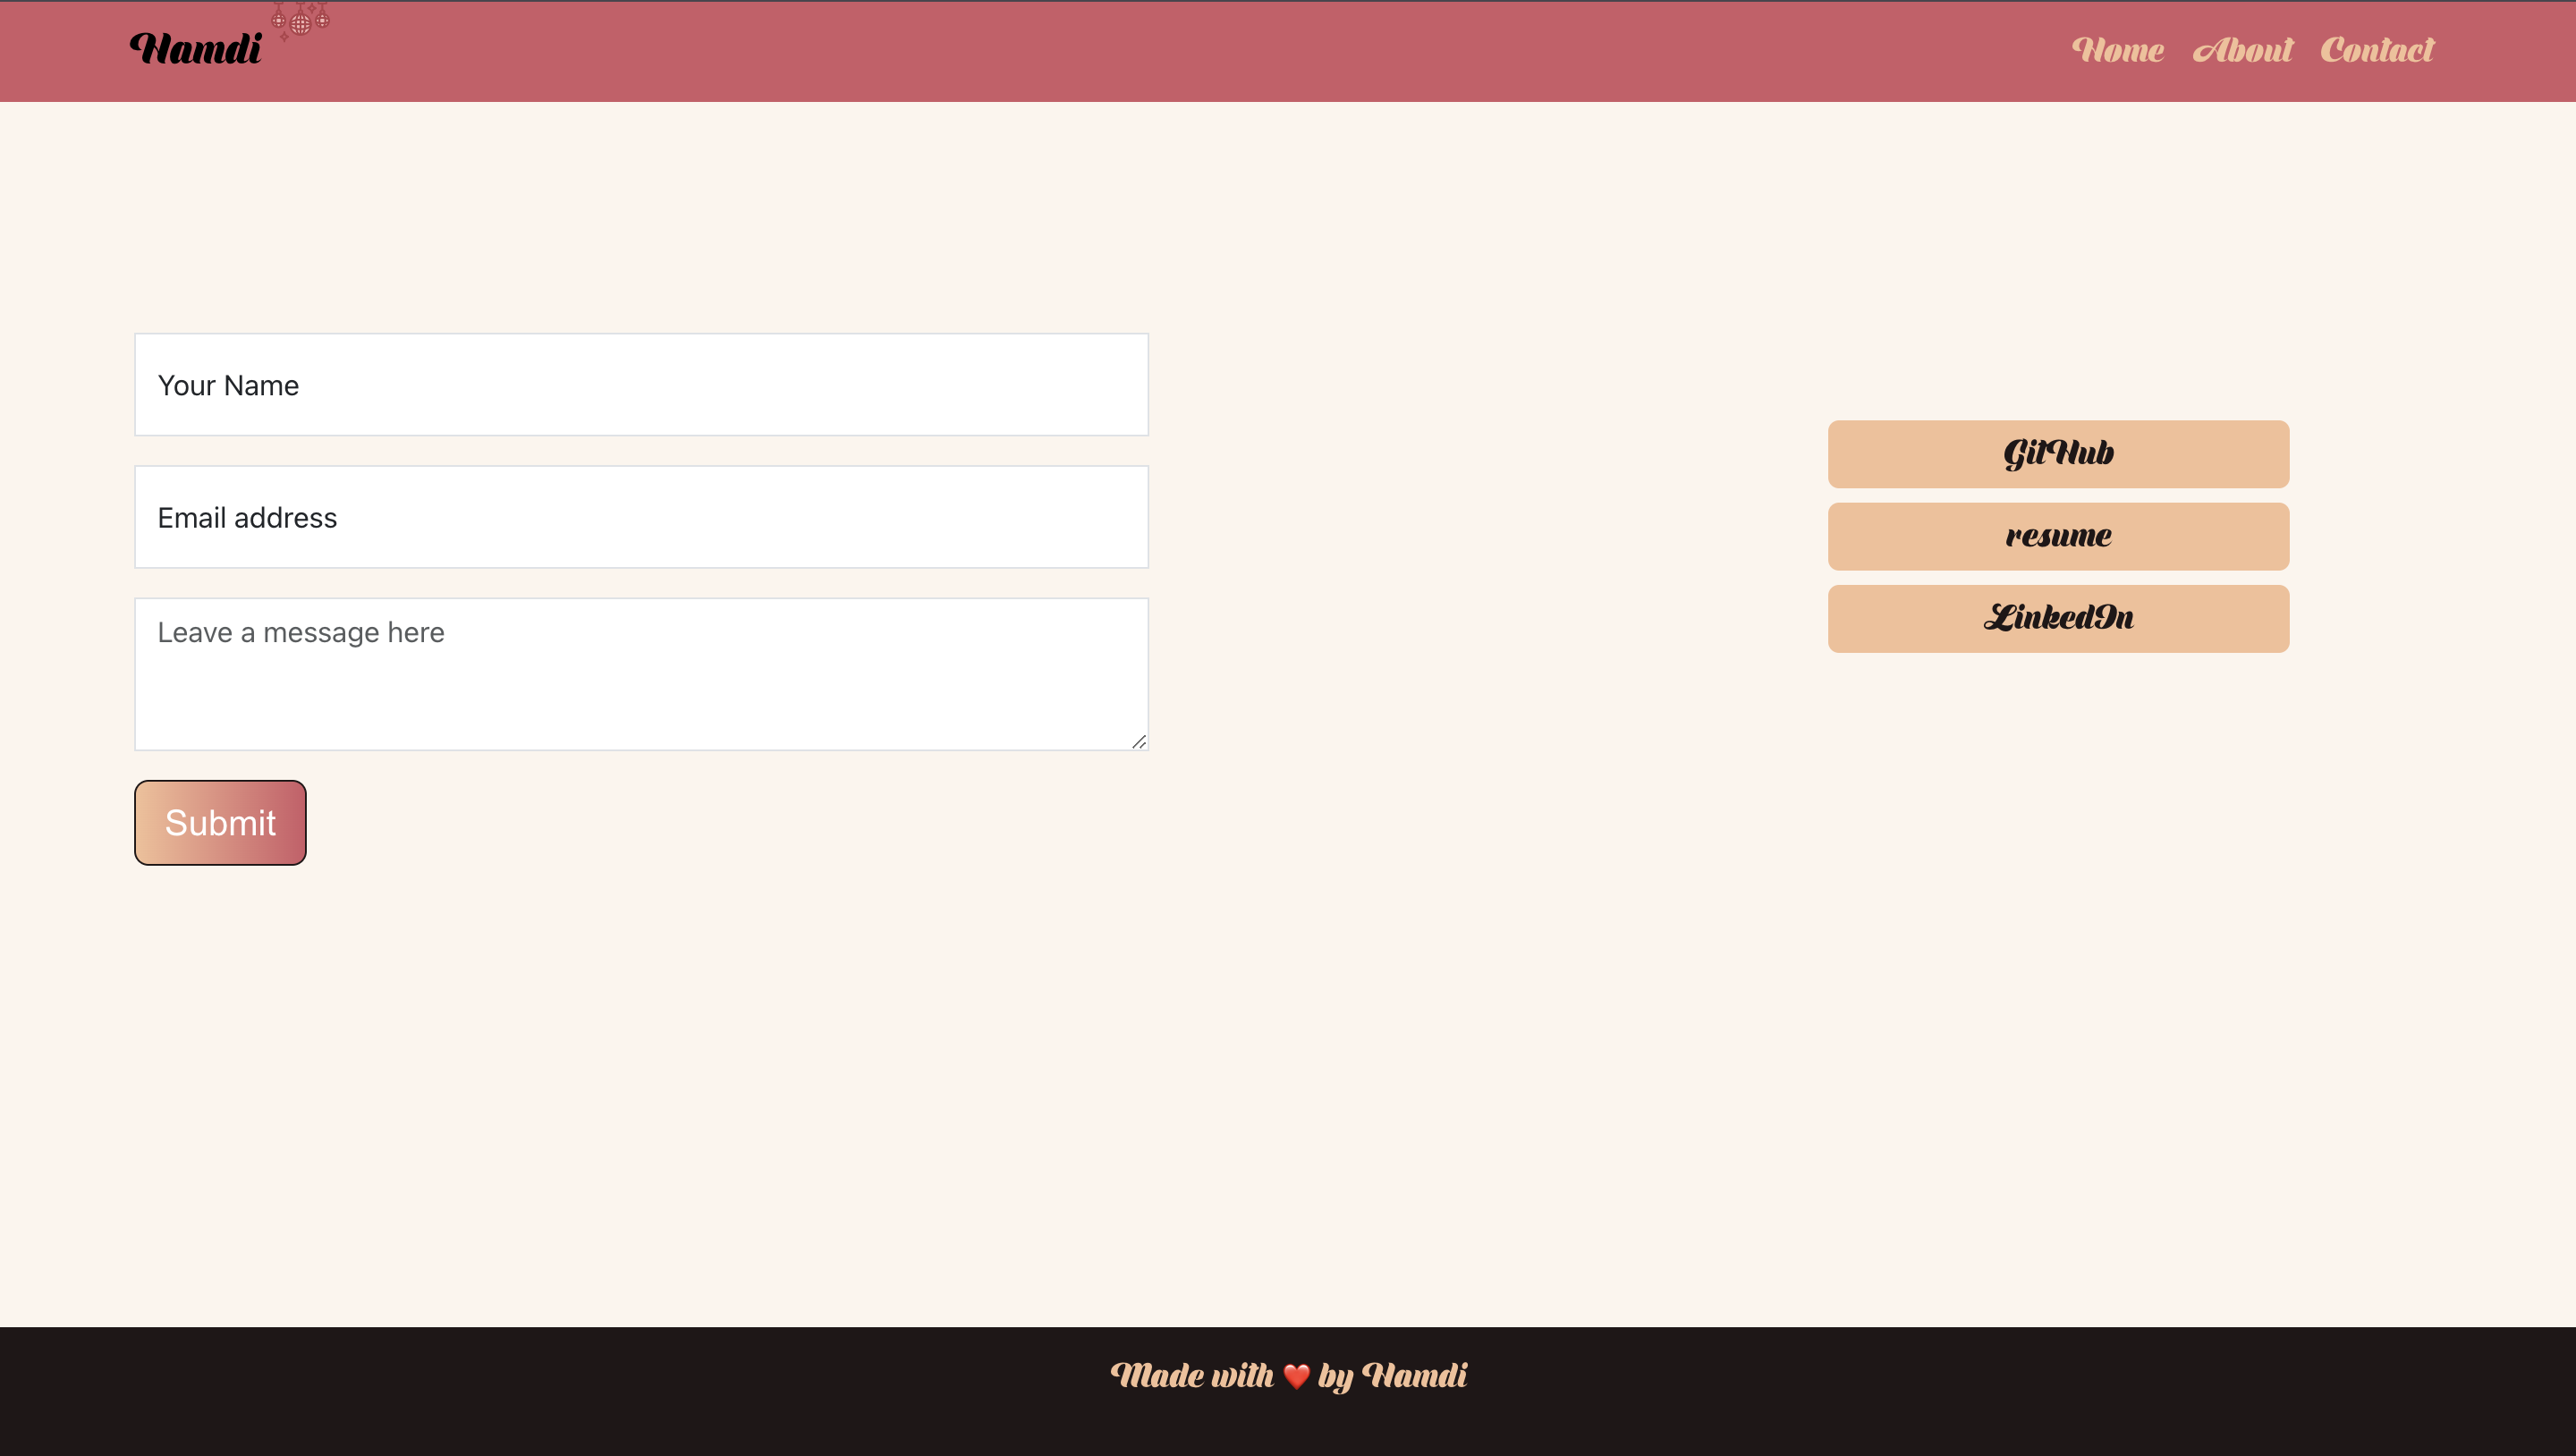 Hamdi
Home About Contact
Your Name
Email address
Leave a message here
Submit
GitHub
resume
LinkedIn
Made with ❤️ by Hamdi